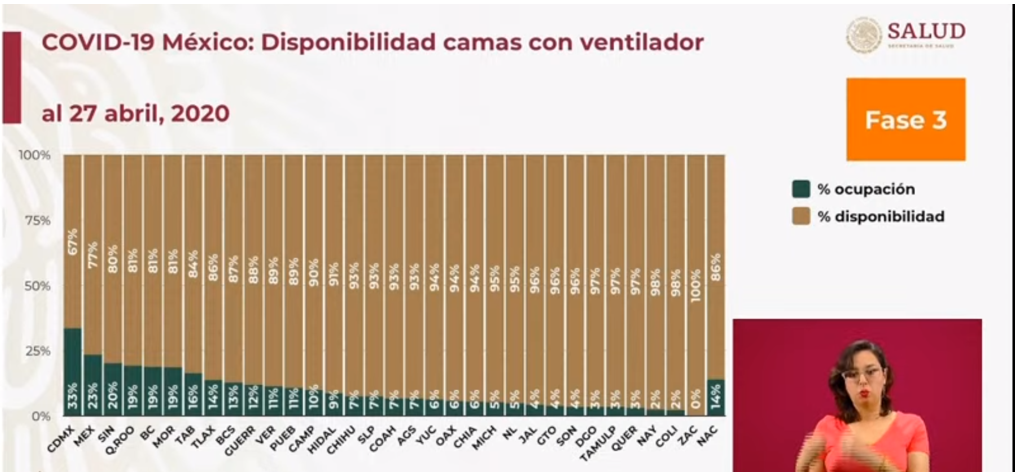 COVID-19 México: Disponibilidad camas con ventilador
al 27 abril, 2020
SALUD
SECRETARÍA DE SALUD
Fase 3
% ocupación
% disponibilidad
100%
75%
50%
25%
0%
67% 77% 80% 81% 81% 81% 84% 86% 87% 88% 89% 89% 90% 91% 93% 93% 93% 93% 94% 94% 94% 95% 95% 96% 96% 96% 97% 97% 97% 98% 98% 100% 86%
33% 23% 20% 19% 19% 19% 16% 14% 13% 12% 11% 11% 10% 9% 7% 7% 7% 7% 6% 6% 6% 5% 5% 4% 4% 4% 3% 3% 3% 2% 2% 0% 14%
CDMX MEX SIN Q.ROO BC MOR TAB TLAX BCS GUERR VER PUEB CAMP HIDAL CHIHU SLP COAH AGS YUC OAX CHIA MICH NL JAL GTO SON DGO TAMULP QUER NAY COLI ZAC NAC